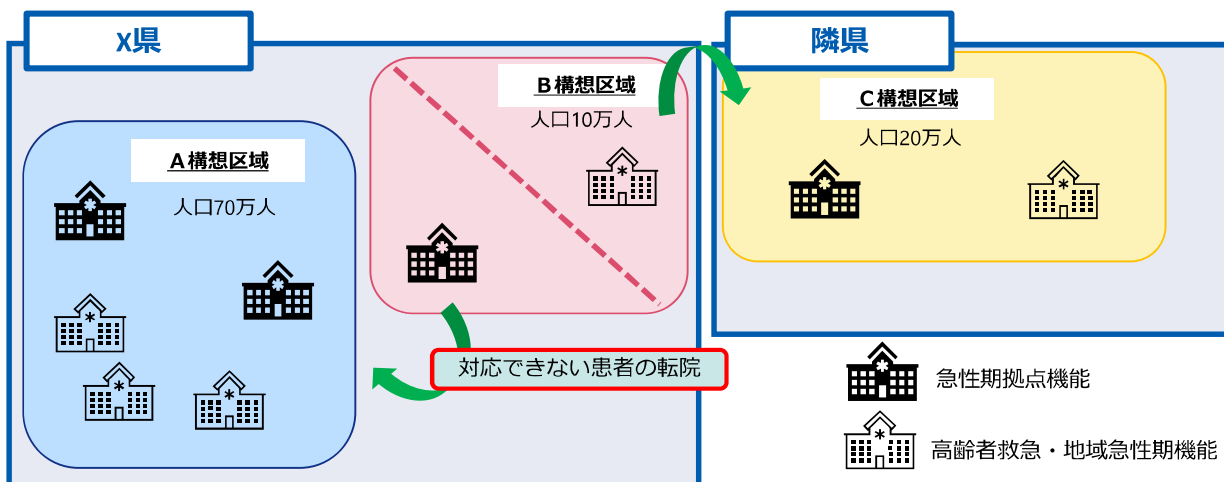 X県
隣県
B構想区域
人口10万人
C構想区域
人口20万人
A構想区域
人口70万人
対応できない患者の転院
急性期拠点機能
高齢者救急・地域急性期機能